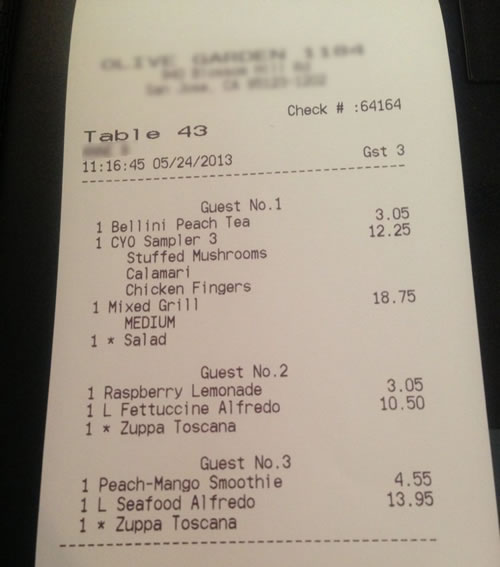 OLIVE GARDEN 1184
San Jose, CA
Check # :64164
Table 43
11:16:45 05/24/2013 Gst 3
Guest No.1
1 Bellini Peach Tea 3.05
1 CYO Sampler 3 12.25
Stuffed Mushrooms
Calamari
Chicken Fingers
1 Mixed Grill 18.75
MEDIUM
1 * Salad
Guest No.2
1 Raspberry Lemonade 3.05
1 L Fettuccine Alfredo 10.50
1 * Zuppa Toscana
Guest No.3
1 Peach-Mango Smoothie 4.55
1 L Seafood Alfredo 13.95
1 * Zuppa Toscana